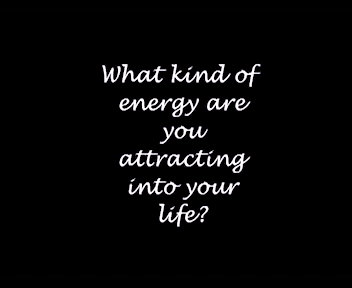 What kind of
energy are
you
attracting
into your
life?